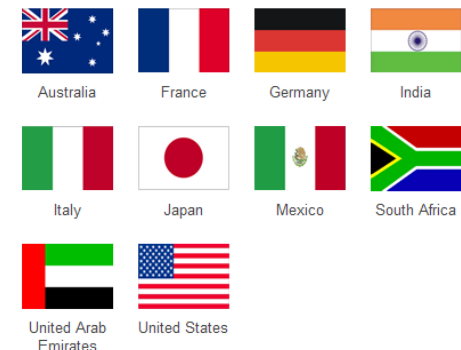 Australia
France
Germany
India
Italy
Japan
Mexico
South Africa
United Arab
Emirates
United States